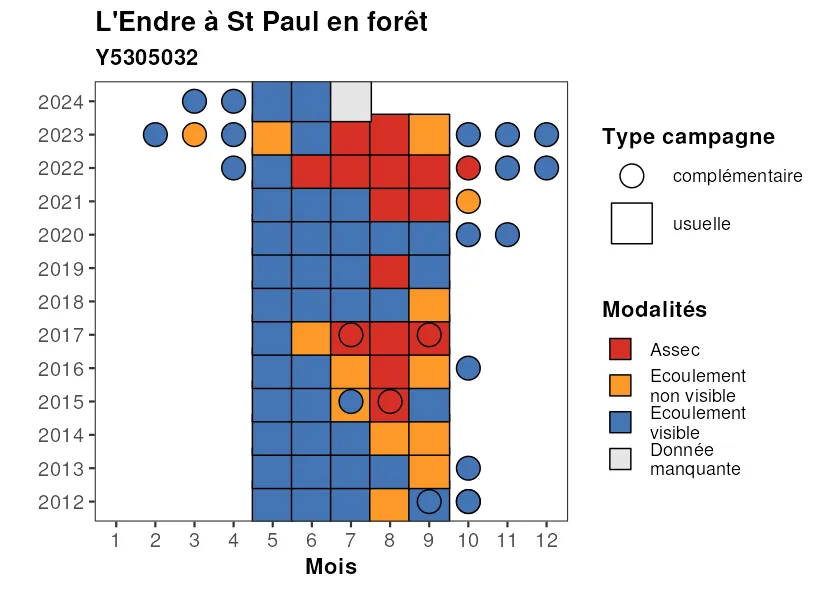 L'Endre à St Paul en forêt
Y5305032
2024
2023
2022
2021
2020
2019
2018
2017
2016
2015
2014
2013
2012
1 2 3 4 5 6 7 8 9 10 11 12
Mois
Type campagne
complémentaire
usuelle
Modalités
Assec
Ecoulement
non visible
Ecoulement
visible
Donnée
manquante